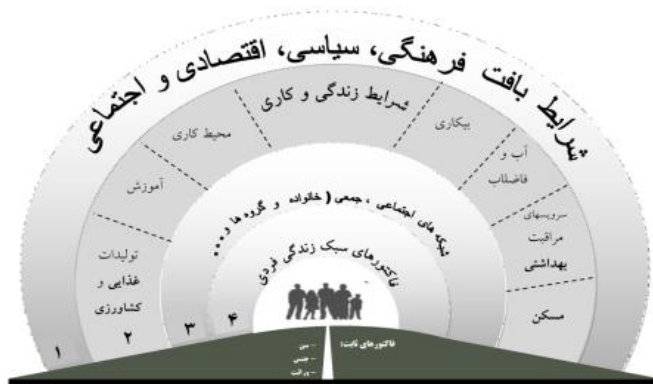 شرایط بافت فرهنگی، سیاسی، اقتصادی و اجتماعی
شرایط زندگی و کاری
بیکاری
محیط کاری
آب و
فاضلاب
آموزش
سرویسهای
مراقبت
بهداشتی
تولیدات
غذایی و
کشاورزی
مسکن
شبکه های اجتماعی ، جمعی ( خانواده و گروه ها و...
فاکتورهای سبک زندگی فردی
۱
۲
۳
۴
فاکتورهای ثابت:
– سن
– جنس
– وراثت